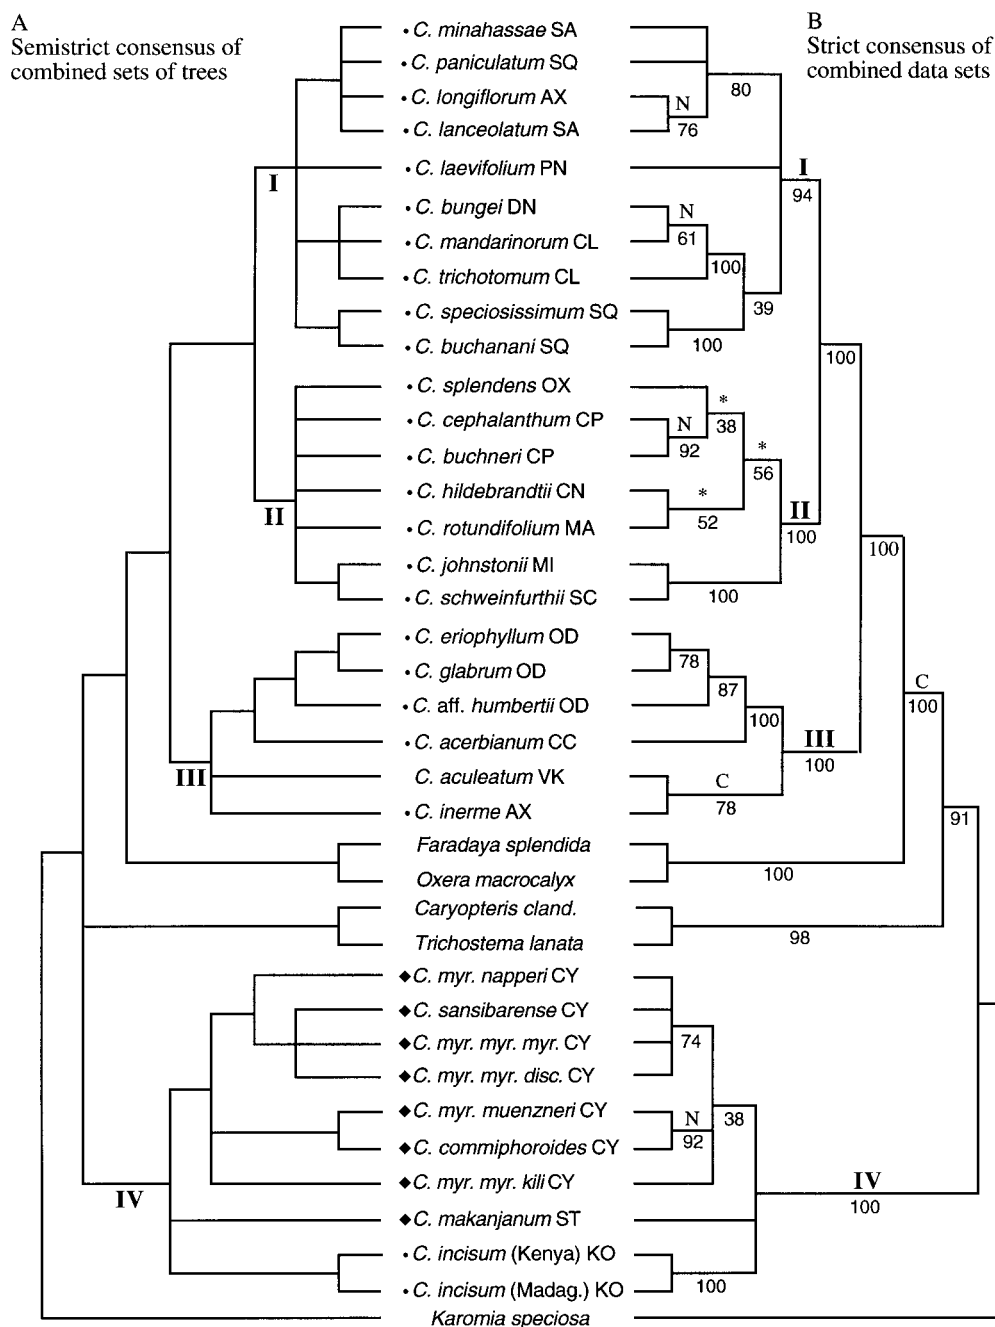 A
Semistrict consensus of
combined sets of trees
B
Strict consensus of
combined data sets
• C. minahassae SA
• C. paniculatum SQ
80
• C. longiflorum AX
N
• C. lanceolatum SA
76
• C. laevifolium PN
I
I
94
• C. bungei DN
N
• C. mandarinorum CL
61
100
• C. trichotomum CL
39
• C. speciosissimum SQ
• C. buchanani SQ
100
100
• C. splendens OX
*
• C. cephalanthum CP
N
38
• C. buchneri CP
92
*
56
• C. hildebrandtii CN
*
II
II
• C. rotundifolium MA
52
100
100
• C. johnstonii MI
• C. schweinfurthii SC
100
• C. eriophyllum OD
78
• C. glabrum OD
87
C
100
• C. aff. humbertii OD
100
• C. acerbianum CC
III
III
100
C. aculeatum VK
C
78
• C. inerme AX
91
Faradaya splendida
100
Oxera macrocalyx
Caryopteris cland.
Trichostema lanata
98
◆ C. myr. napperi CY
◆ C. sansibarense CY
◆ C. myr. myr. myr. CY
74
◆ C. myr. myr. disc. CY
◆ C. myr. muenzneri CY
N
38
◆ C. commiphoroides CY
92
◆ C. myr. myr. kili CY
IV
IV
100
◆ C. makanjanum ST
• C. incisum (Kenya) KO
• C. incisum (Madag.) KO
100
Karomia speciosa